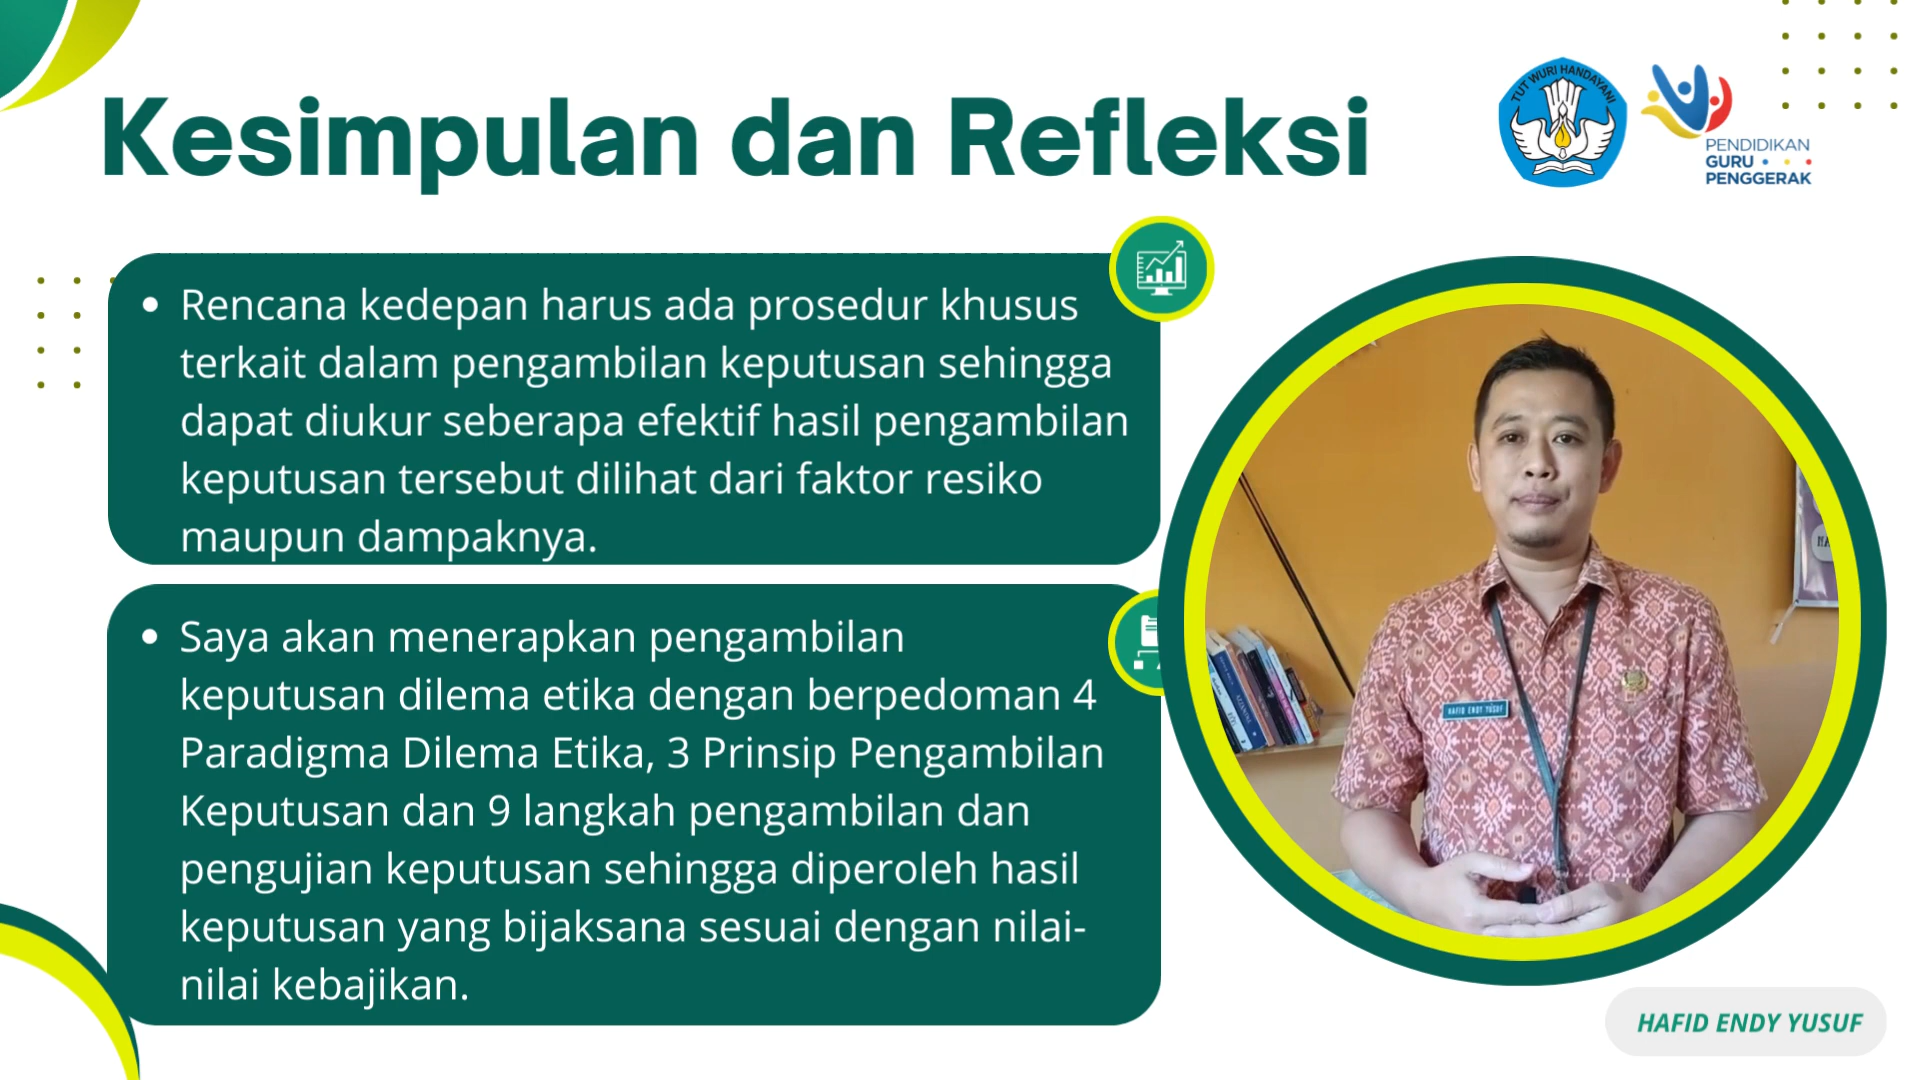 Kesimpulan dan Refleksi
TUT WURI HANDAYANI
PENDIDIKAN
GURU
PENGGERAK
Rencana kedepan harus ada prosedur khusus
terkait dalam pengambilan keputusan sehingga
dapat diukur seberapa efektif hasil pengambilan
keputusan tersebut dilihat dari faktor resiko
maupun dampaknya.
Saya akan menerapkan pengambilan
keputusan dilema etika dengan berpedoman 4
Paradigma Dilema Etika, 3 Prinsip Pengambilan
Keputusan dan 9 langkah pengambilan dan
pengujian keputusan sehingga diperoleh hasil
keputusan yang bijaksana sesuai dengan nilai-
nilai kebajikan.
HAFID ENDY YUSUF
HAFID ENDY YUSUF